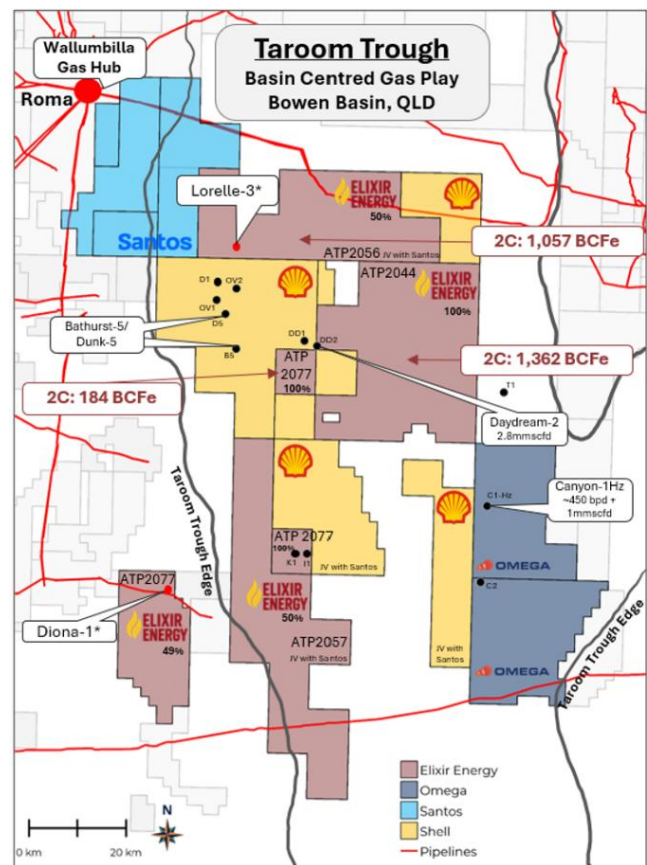 Taroom Trough
Basin Centred Gas Play
Bowen Basin, QLD
Wallumbilla
Gas Hub
Roma
Lorelle-3*
ELIXIR
ENERGY
50%
Santos
2C: 1,057 BCFe
ATP2056 JV with Santos
ATP2044
ELIXIR
ENERGY
100%
D1
OV2
OV1
D5
Bathurst-5/
Dunk-5
B5
DD1
DD2
ATP
2077
100%
2C: 1,362 BCFe
2C: 184 BCFe
T1
Daydream-2
2.8mmscfd
Canyon-1Hz
~450 bpd +
1mmscfd
C1-Hz
Taroom Trough Edge
ATP 2077
100%
K1
I1
JV with Santos
OMEGA
C2
ATP2077
ELIXIR
ENERGY
49%
Diona-1*
ELIXIR
ENERGY
50%
ATP2057
JV with Santos
JV with
Santos
OMEGA
Taroom Trough Edge
Elixir Energy
Omega
Santos
Shell
Pipelines
N
0 km
20 km